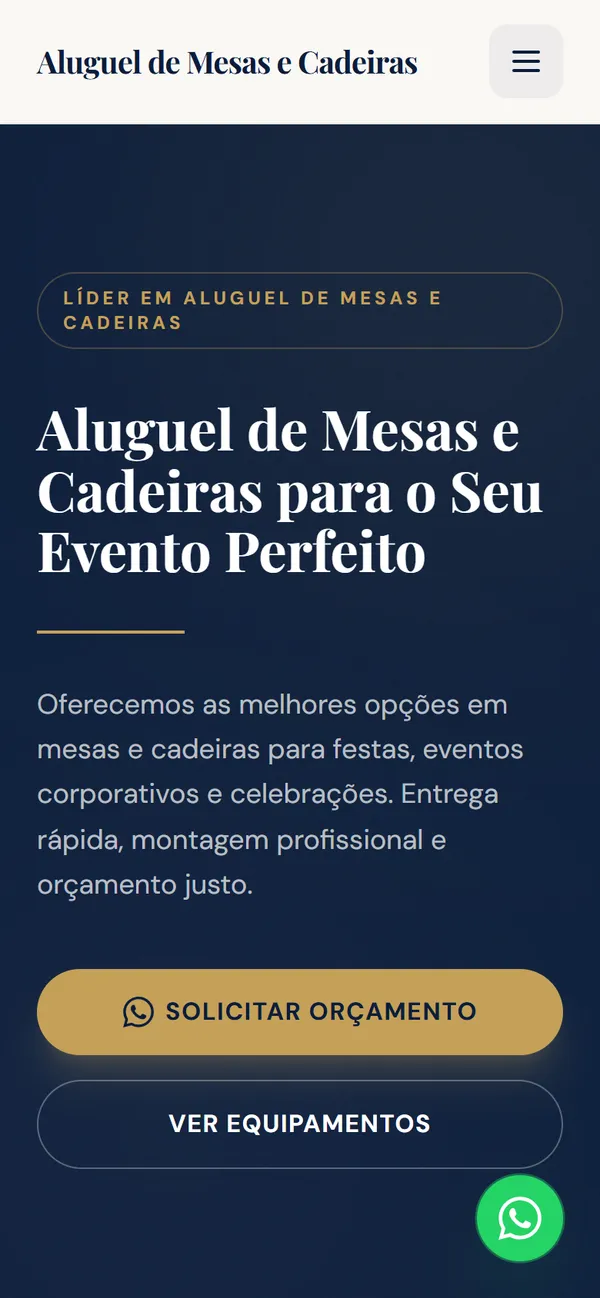 Aluguel de Mesas e Cadeiras
LÍDER EM ALUGUEL DE MESAS E
CADEIRAS
Aluguel de Mesas e
Cadeiras para o Seu
Evento Perfeito
Oferecemos as melhores opções em
mesas e cadeiras para festas, eventos
corporativos e celebrações. Entrega
rápida, montagem profissional e
orçamento justo.
SOLICITAR ORÇAMENTO
VER EQUIPAMENTOS